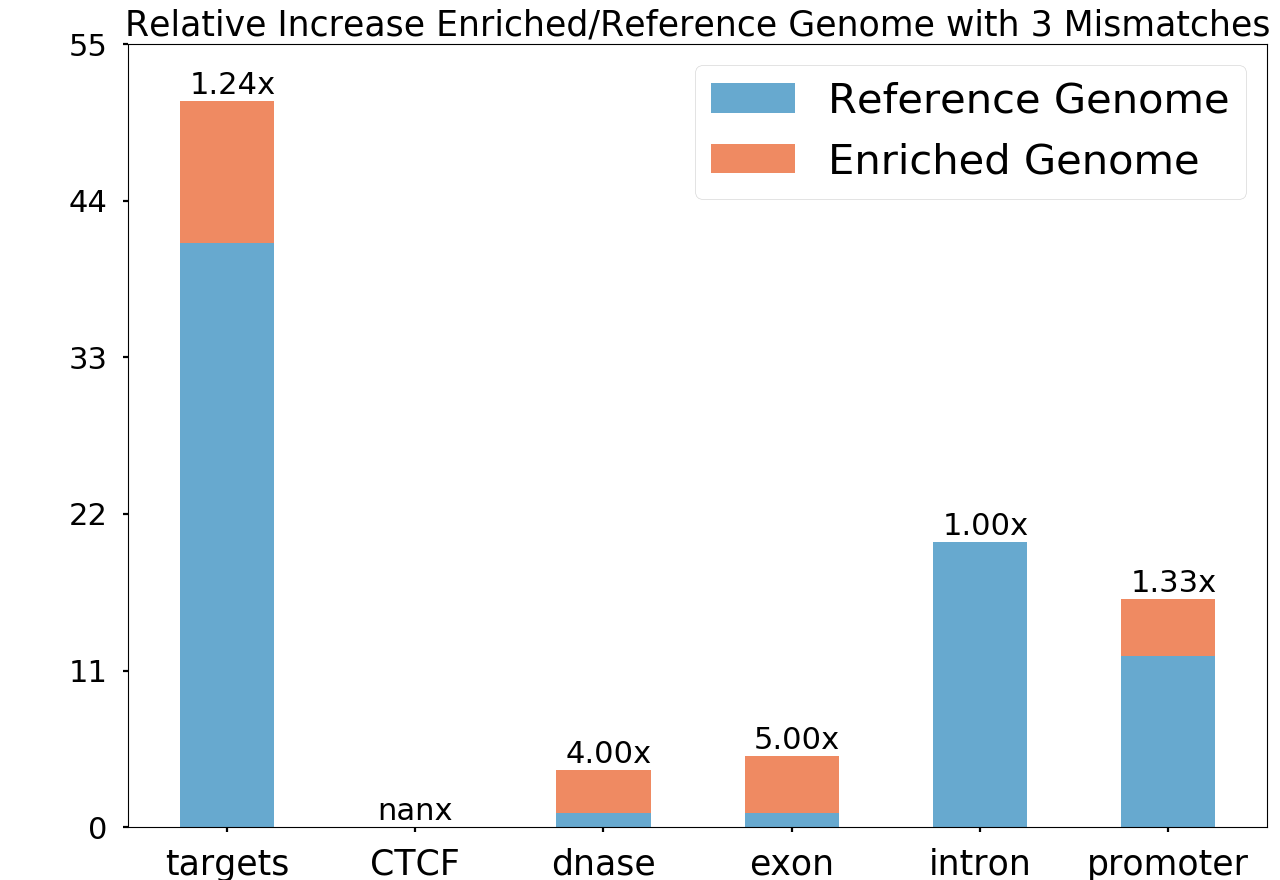 Relative Increase Enriched/Reference Genome with 3 Mismatches
55
44
33
22
11
0
Reference Genome
Enriched Genome
1.24x
nanx
4.00x
5.00x
1.00x
1.33x
targets
CTCF
dnase
exon
intron
promoter